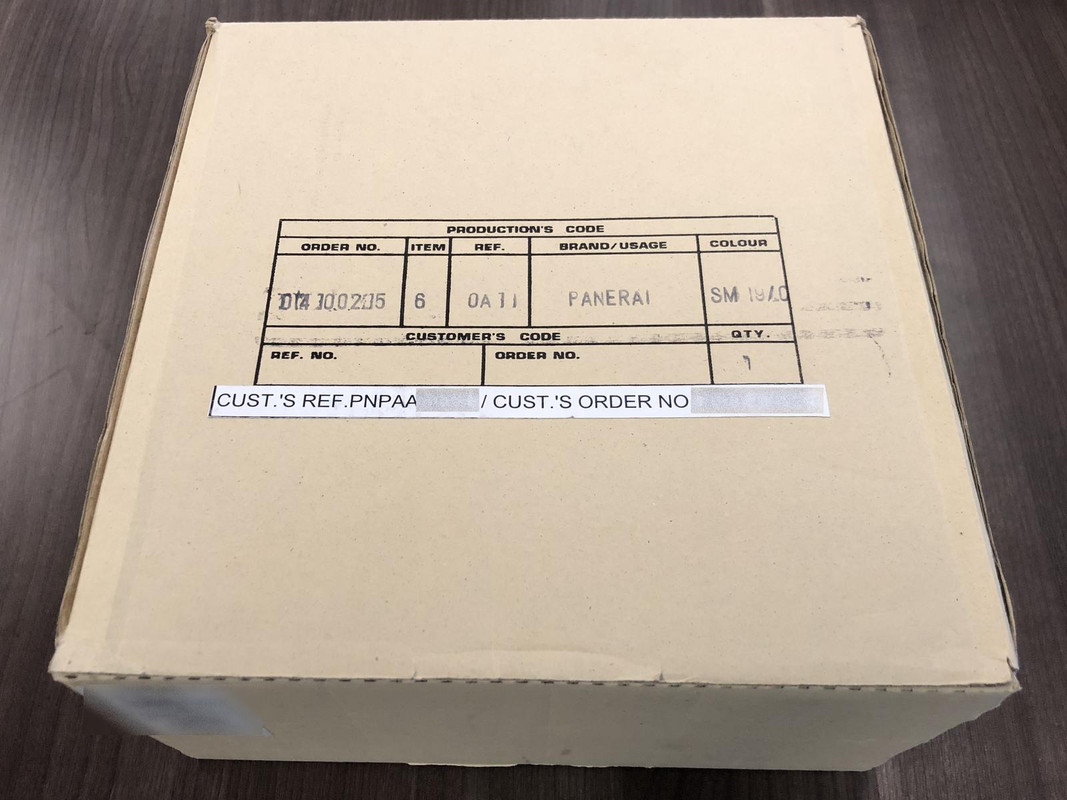 PRODUCTION'S CODE
ORDER NO. ITEM REF. BRAND/USAGE COLOUR
6 0A11 PANERAI SM
CUSTOMER'S CODE QTY.
REF. NO. ORDER NO.
CUST.'S REF.PNPAA / CUST.'S ORDER NO